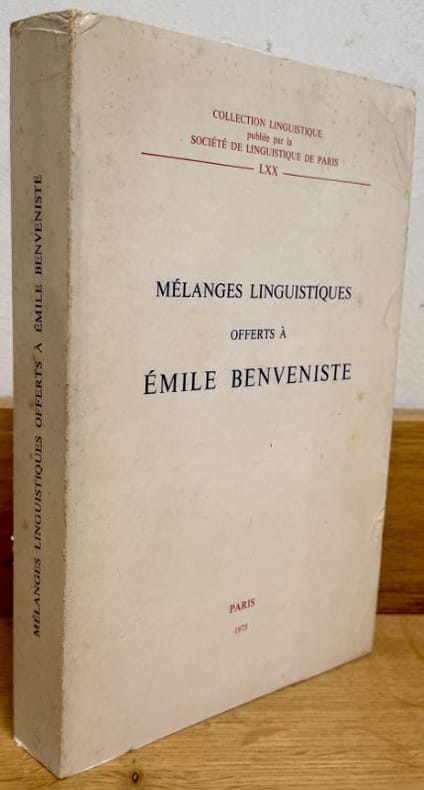 COLLECTION LINGUISTIQUE
publiée par la
SOCIÉTÉ DE LINGUISTIQUE DE PARIS
LXX
MÉLANGES LINGUISTIQUES
OFFERTS À
ÉMILE BENVENISTE
PARIS
1975
MÉLANGES LINGUISTIQUES OFFERTS À ÉMILE BENVENISTE